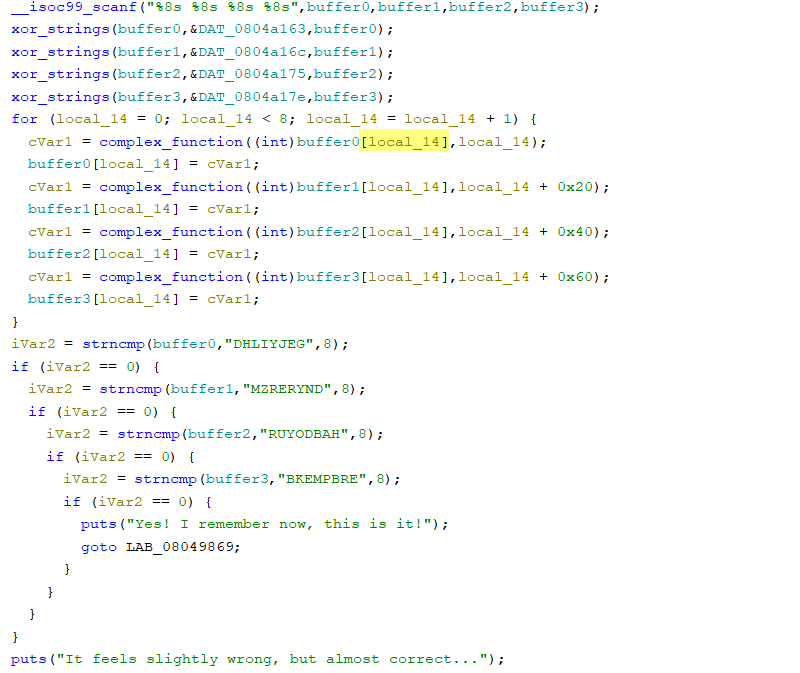 __isoc99_scanf("%8s %8s %8s %8s",buffer0,buffer1,buffer2,buffer3);
xor_strings(buffer0,&DAT_0804a163,buffer0);
xor_strings(buffer1,&DAT_0804a16c,buffer1);
xor_strings(buffer2,&DAT_0804a175,buffer2);
xor_strings(buffer3,&DAT_0804a17e,buffer3);
for (local_14 = 0; local_14 < 8; local_14 = local_14 + 1) {
  cVar1 = complex_function((int)buffer0[local_14],local_14);
  buffer0[local_14] = cVar1;
  cVar1 = complex_function((int)buffer1[local_14],local_14 + 0x20);
  buffer1[local_14] = cVar1;
  cVar1 = complex_function((int)buffer2[local_14],local_14 + 0x40);
  buffer2[local_14] = cVar1;
  cVar1 = complex_function((int)buffer3[local_14],local_14 + 0x60);
  buffer3[local_14] = cVar1;
}
iVar2 = strncmp(buffer0,"DHLIYJEG",8);
if (iVar2 == 0) {
  iVar2 = strncmp(buffer1,"MZRERYND",8);
  if (iVar2 == 0) {
    iVar2 = strncmp(buffer2,"RUYODBAH",8);
    if (iVar2 == 0) {
      iVar2 = strncmp(buffer3,"BKEMPBRE",8);
      if (iVar2 == 0) {
        puts("Yes! I remember now, this is it!");
        goto LAB_08049869;
      }
    }
  }
}
puts("It feels slightly wrong, but almost correct...");